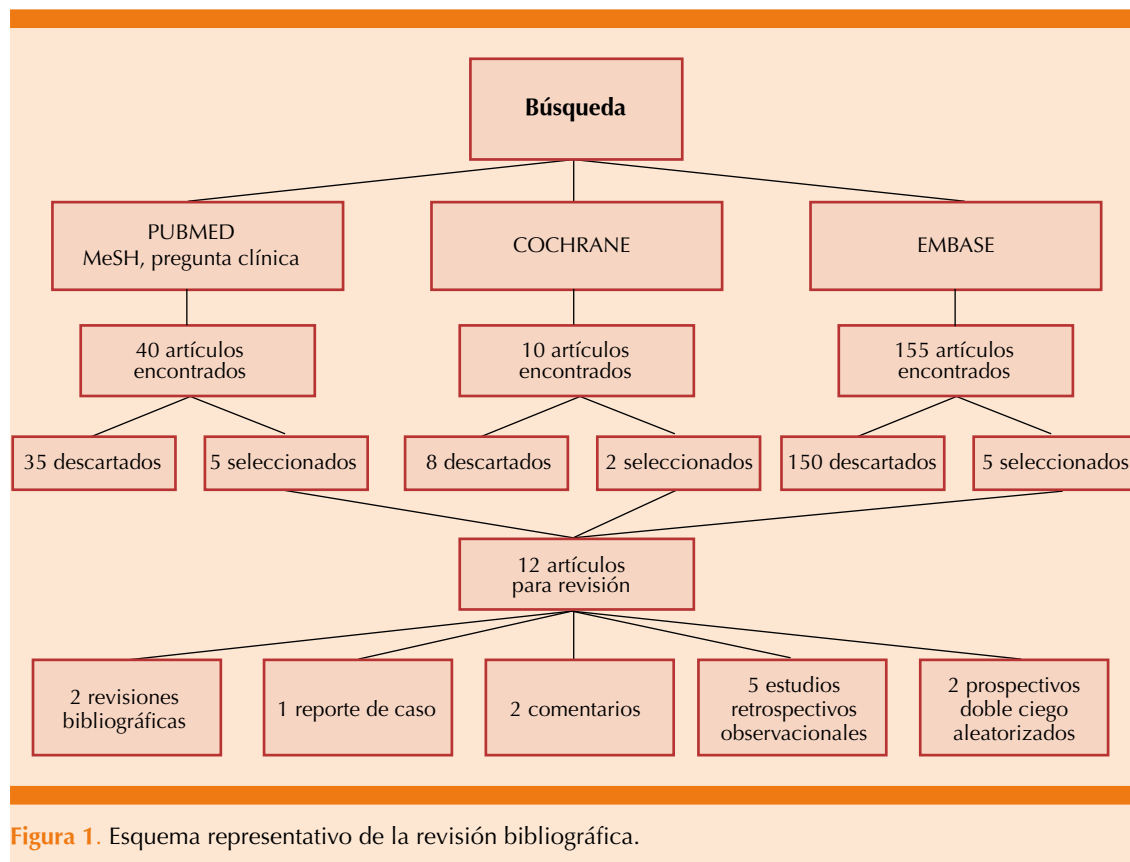 Búsqueda
PUBMED
MeSH, pregunta clínica
COCHRANE
EMBASE
40 artículos
encontrados
10 artículos
encontrados
155 artículos
encontrados
35 descartados
5 seleccionados
8 descartados
2 seleccionados
150 descartados
5 seleccionados
12 artículos
para revisión
2 revisiones
bibliográficas
1 reporte de caso
2 comentarios
5 estudios
retrospectivos
observacionales
2 prospectivos
doble ciego
aleatorizados
Figura 1. Esquema representativo de la revisión bibliográfica.